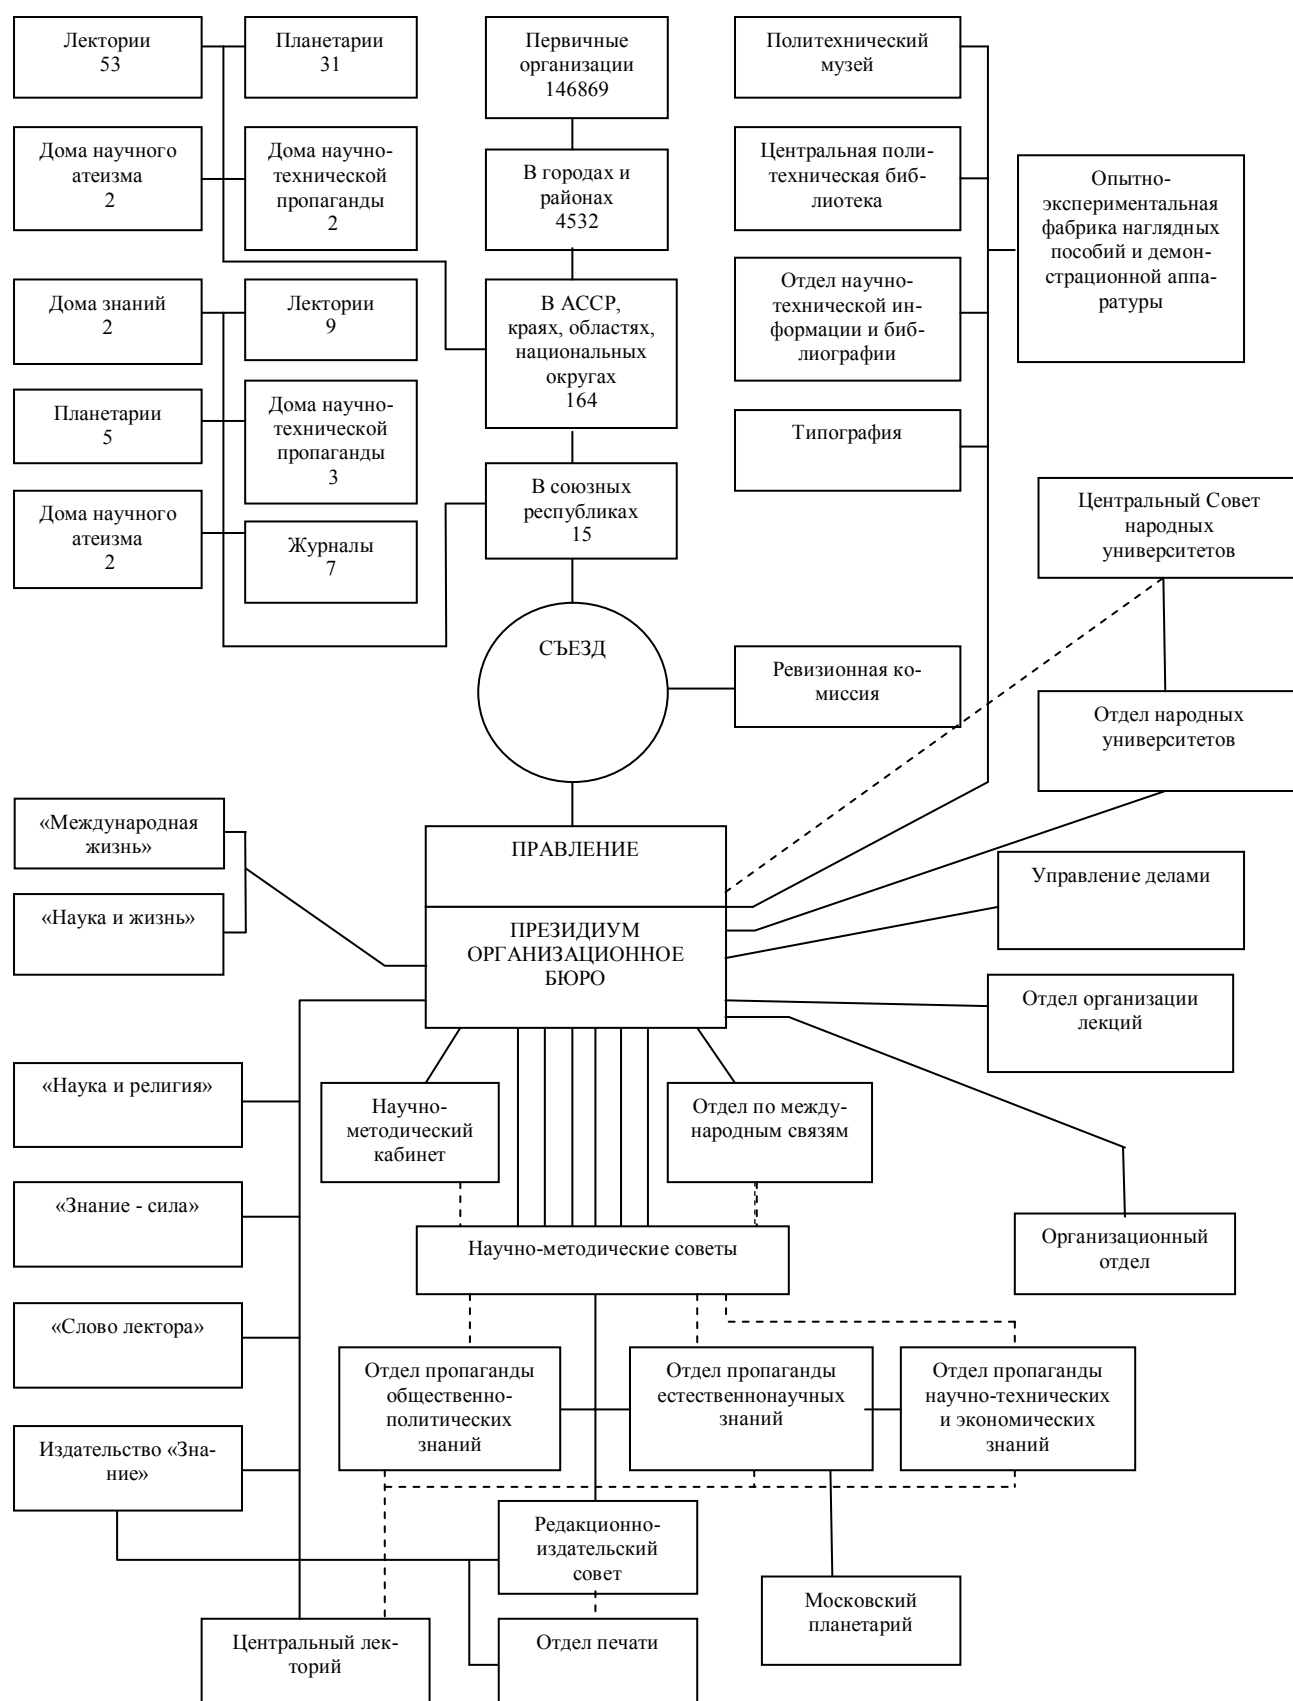 Лектории
53
Планетарии
31
Первичные
организации
146869
Политехнический
музей
Дома научного
атеизма
2
Дома научно-
технической
пропаганды
2
В городах и
районах
4532
Центральная поли-
техническая биб-
лиотека
Опытно-
экспериментальная
фабрика наглядных
пособий и демон-
страционной аппа-
ратуры
Дома знаний
2
Лектории
9
В АССР,
краях, областях,
национальных
округах
164
Отдел научно-
технической ин-
формации и биб-
лиографии
Планетарии
5
Дома научно-
технической
пропаганды
3
Типография
Дома научного
атеизма
2
Журналы
7
В союзных
республиках
15
Центральный Совет
народных
университетов
СЪЕЗД
Ревизионная ко-
миссия
Отдел народных
университетов
«Международная
жизнь»
«Наука и жизнь»
ПРАВЛЕНИЕ
ПРЕЗИДИУМ
ОРГАНИЗАЦИОННОЕ
БЮРО
Управление делами
Отдел организации
лекций
«Наука и религия»
Научно-
методический
кабинет
Отдел по между-
народным связям
«Знание - сила»
Научно-методические советы
Организационный
отдел
«Слово лектора»
Отдел пропаганды
общественно-
политических
знаний
Отдел пропаганды
естественнонаучных
знаний
Отдел пропаганды
научно-технических
и экономических
знаний
Издательство «Зна-
ние»
Редакционно-
издательский
совет
Московский
планетарий
Центральный лек-
торий
Отдел печати